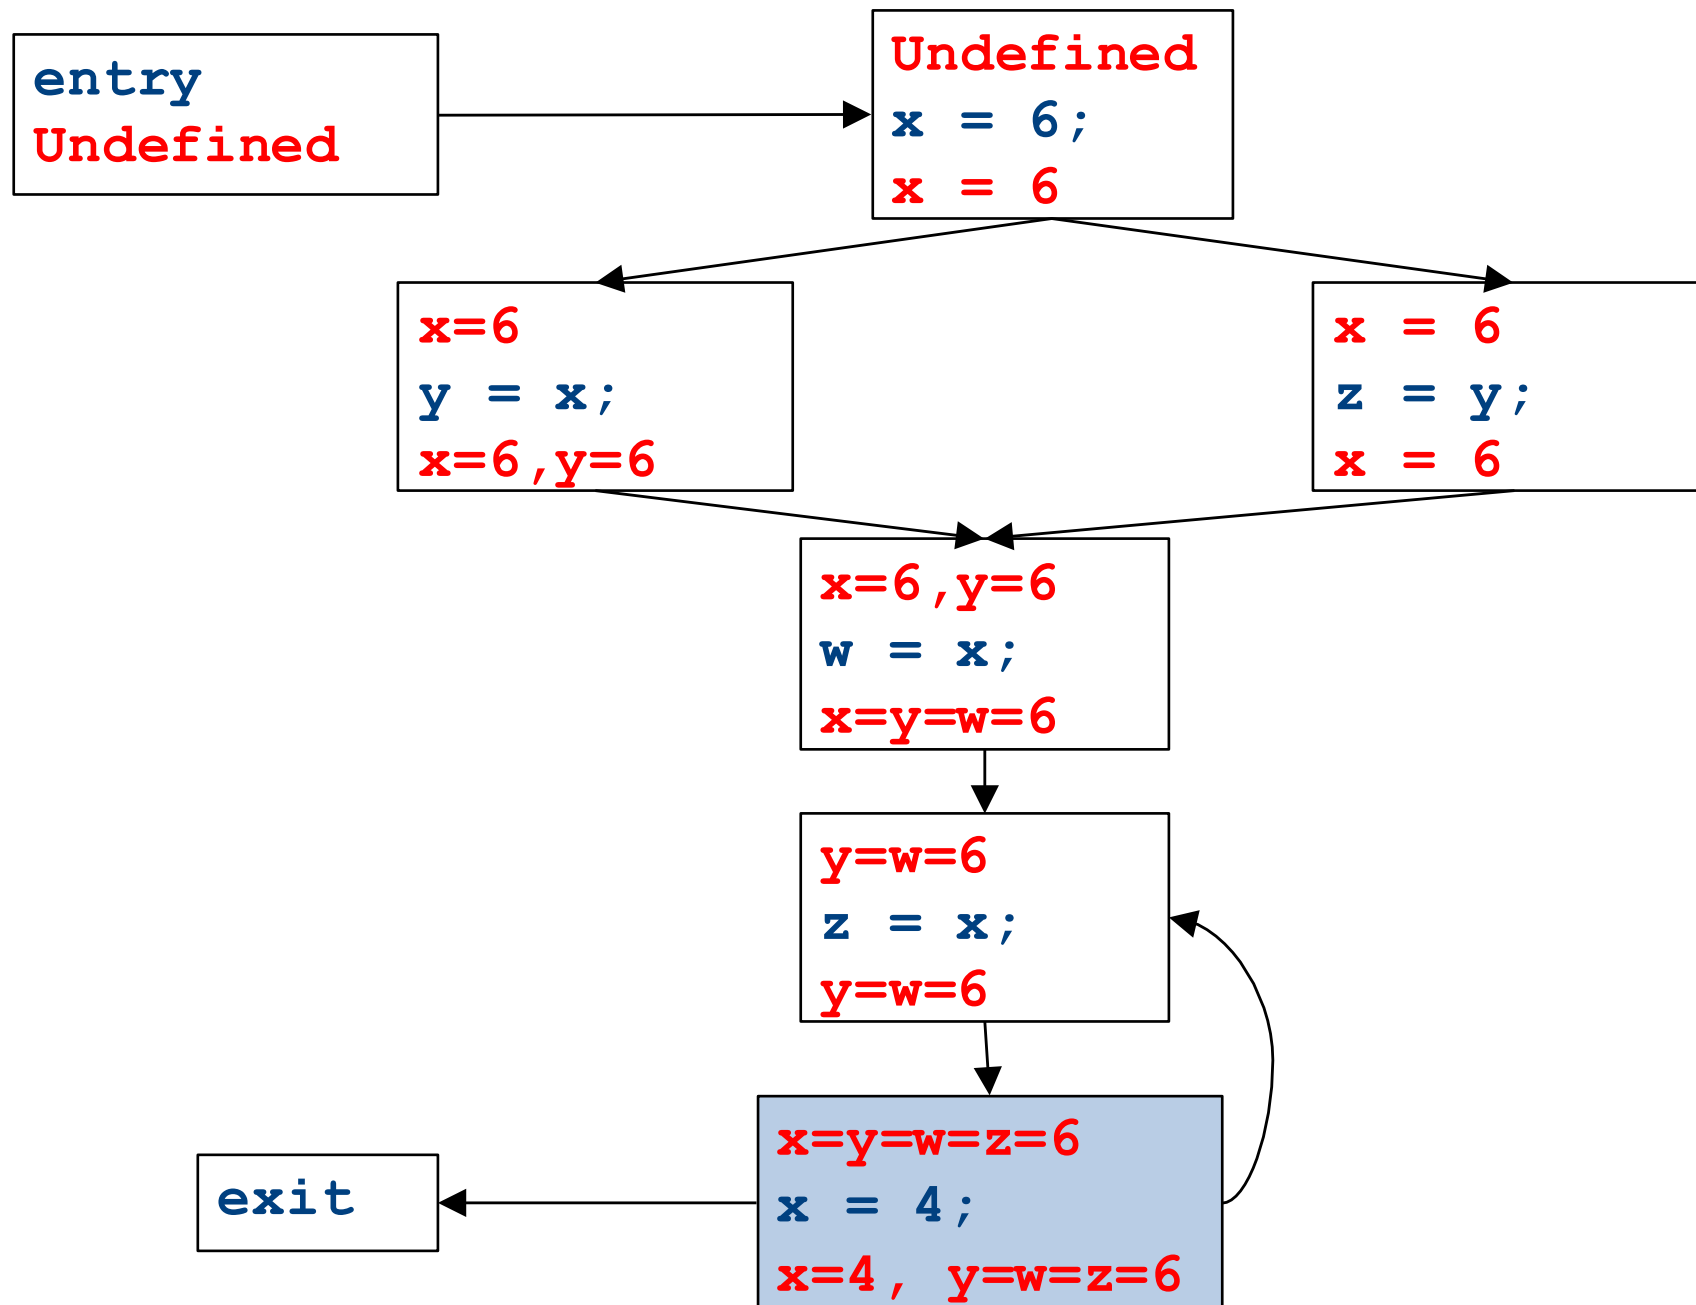 entry
Undefined
Undefined
x = 6;
x = 6
x=6
y = x;
x=6,y=6
x = 6
z = y;
x = 6
x=6,y=6
w = x;
x=y=w=6
y=w=6
z = x;
y=w=6
x=y=w=z=6
x = 4;
x=4, y=w=z=6
exit